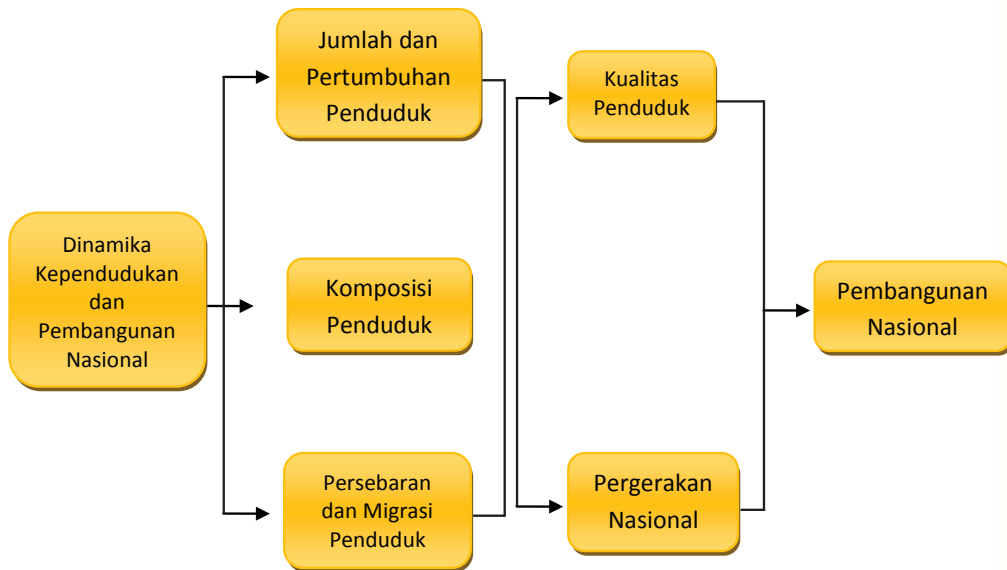 Dinamika
Kependudukan
dan
Pembangunan
Nasional
Jumlah dan
Pertumbuhan
Penduduk
Komposisi
Penduduk
Persebaran
dan Migrasi
Penduduk
Kualitas
Penduduk
Pergerakan
Nasional
Pembangunan
Nasional